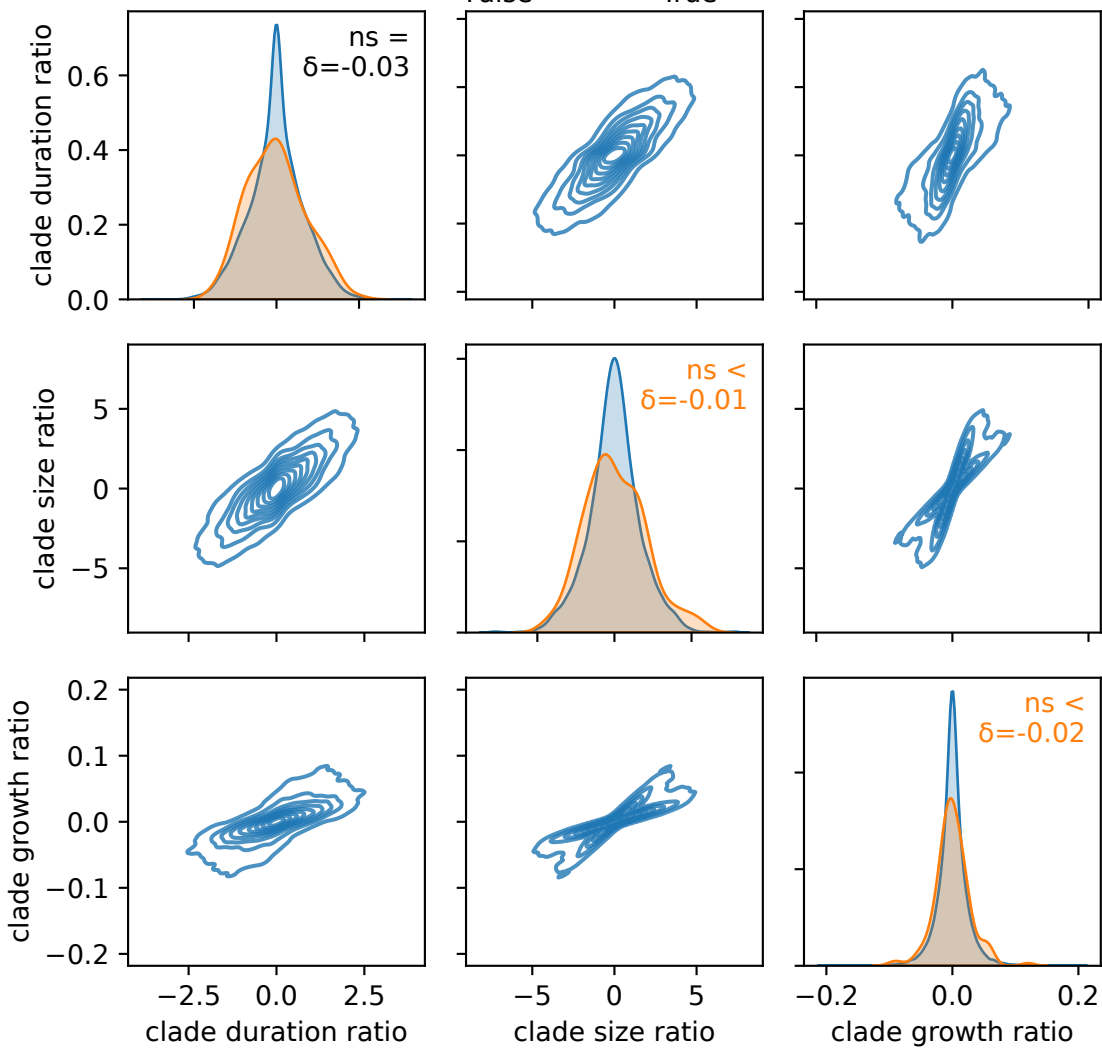 clade duration ratio
0.6
0.4
0.2
0.0
ns =
δ=-0.03
clade size ratio
5
0
−5
ns <
δ=-0.01
clade growth ratio
0.2
0.1
0.0
−0.1
−0.2
ns <
δ=-0.02
−2.5 0.0 2.5
−5 0 5
−0.2 0.0 0.2
clade duration ratio
clade size ratio
clade growth ratio